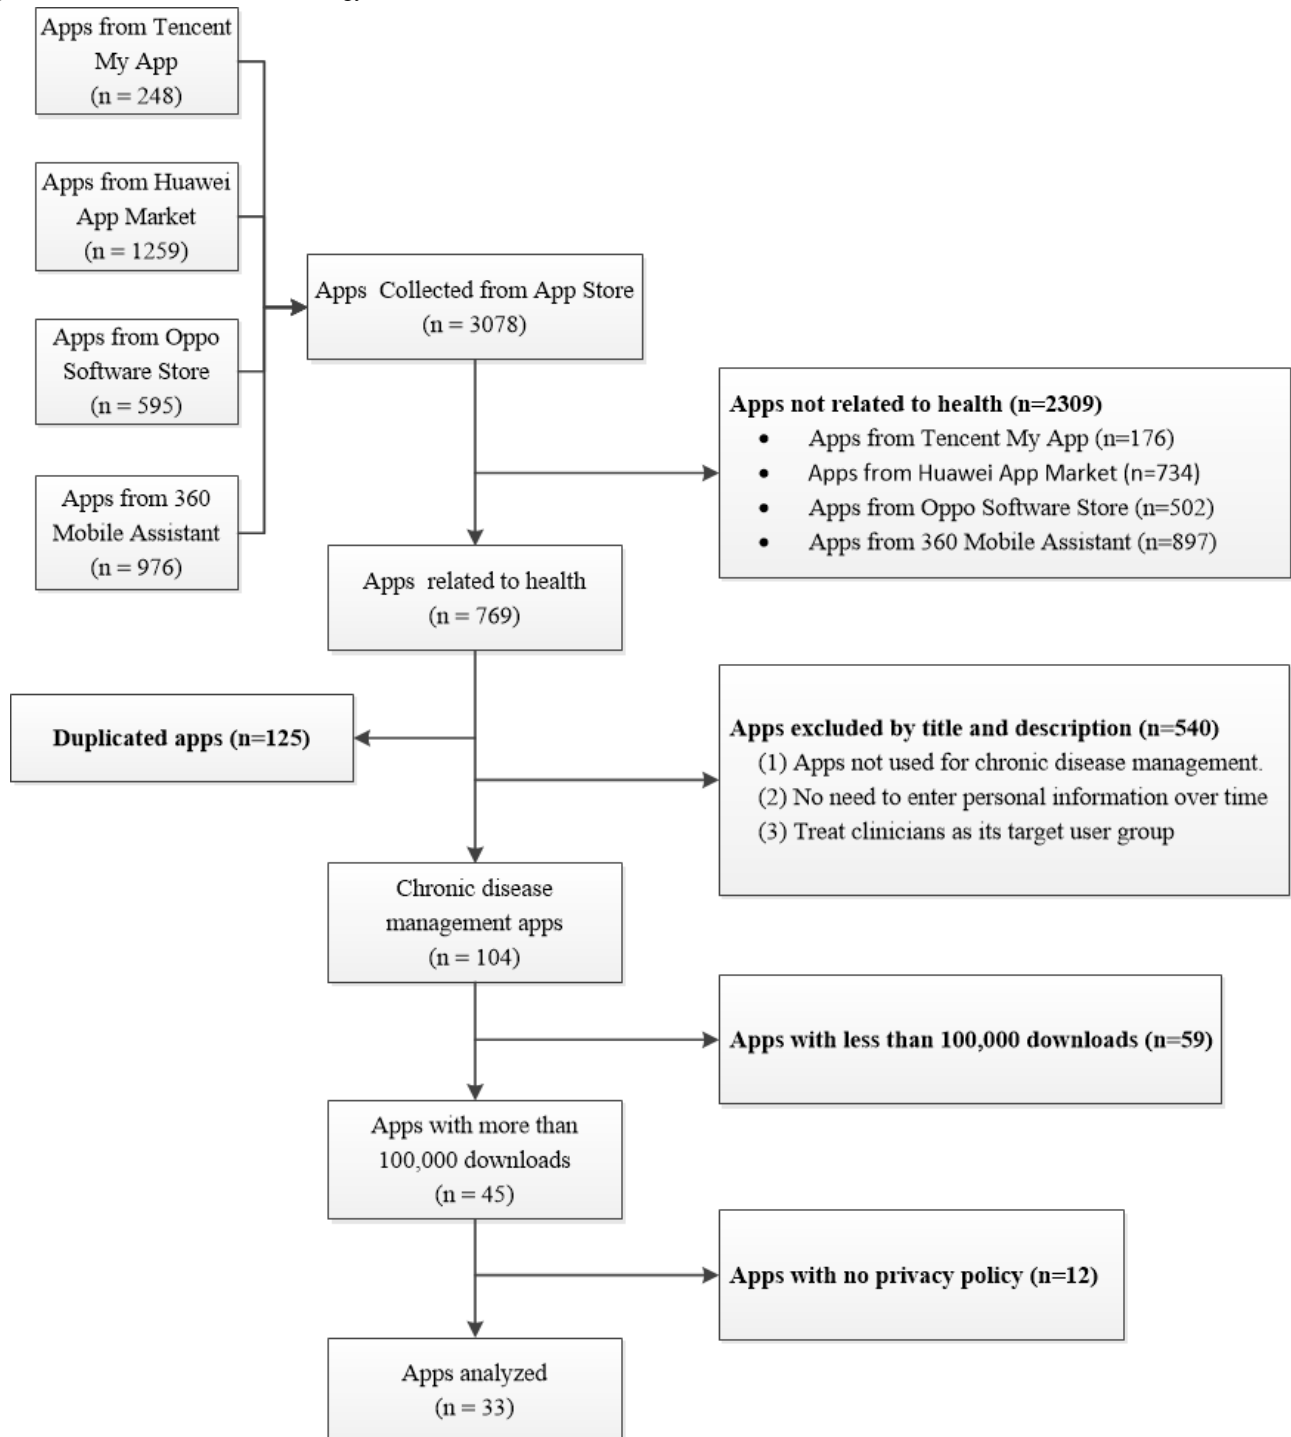 Apps from Tencent
My App
(n = 248)
Apps from Huawei
App Market
(n = 1259)
Apps from Oppo
Software Store
(n = 595)
Apps from 360
Mobile Assistant
(n = 976)
Apps Collected from App Store
(n = 3078)
Apps not related to health (n=2309)
• Apps from Tencent My App (n=176)
• Apps from Huawei App Market (n=734)
• Apps from Oppo Software Store (n=502)
• Apps from 360 Mobile Assistant (n=897)
Apps related to health
(n = 769)
Duplicated apps (n=125)
Apps excluded by title and description (n=540)
(1) Apps not used for chronic disease management.
(2) No need to enter personal information over time
(3) Treat clinicians as its target user group
Chronic disease
management apps
(n = 104)
Apps with less than 100,000 downloads (n=59)
Apps with more than
100,000 downloads
(n = 45)
Apps with no privacy policy (n=12)
Apps analyzed
(n = 33)